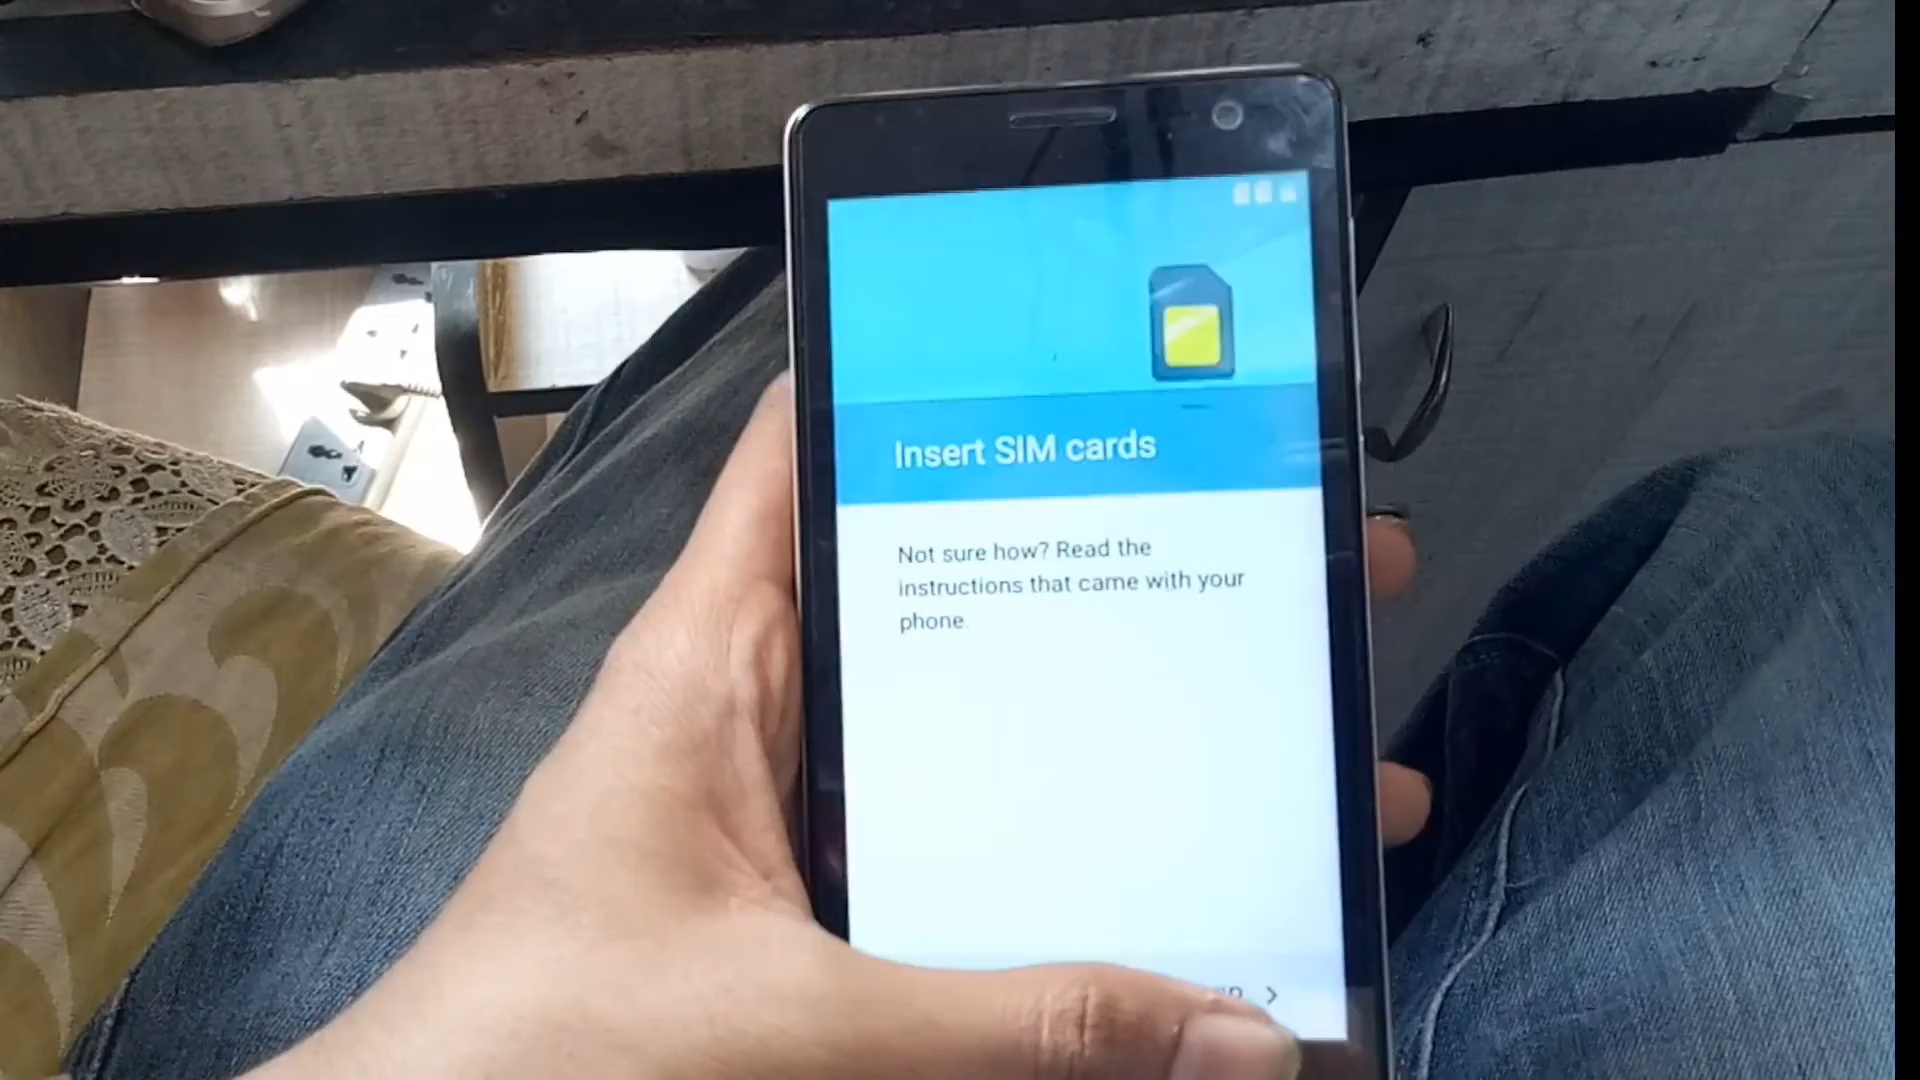 Insert SIM cards
Not sure how? Read the
instructions that came with your
phone.